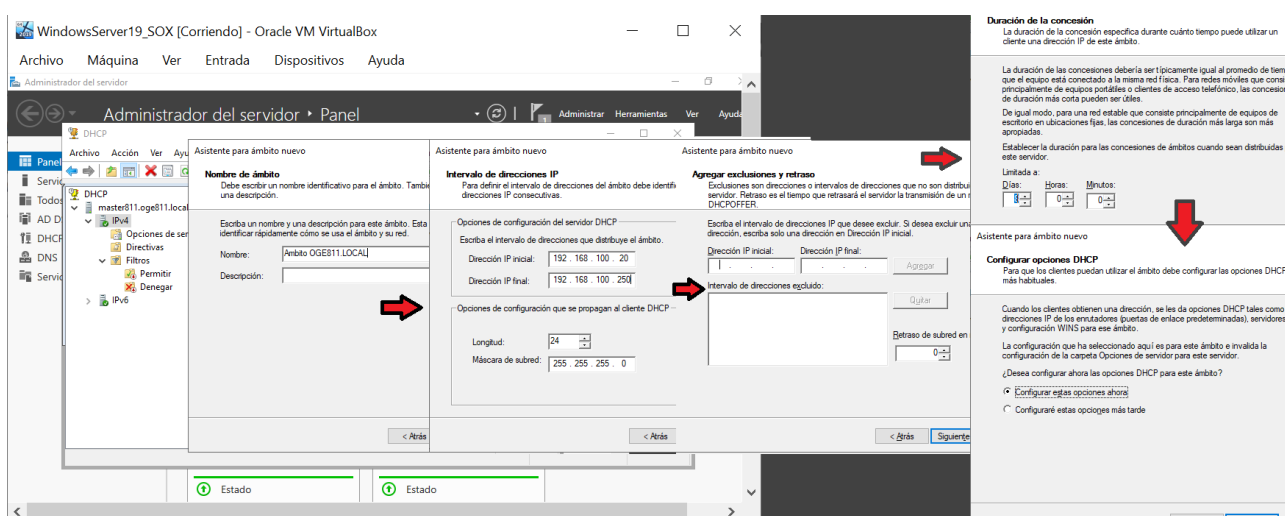 WindowsServer19_SOX [Corriendo] - Oracle VM VirtualBox
Archivo Máquina Ver Entrada Dispositivos Ayuda
Administrador del servidor
Administrador del servidor Panel
1 Administrar Herramientas Ver Ayuda
DHCP
Archivo Acción Ver Ayu
Panel
Servic
Todos
AD D
DHCP
DNS
Servic
DHCP
master811.oge811.local
IPv4
Opciones de ser
Directivas
Filtros
Permitir
Denegar
IPv6
Estado
Estado
Asistente para ámbito nuevo
Nombre de ámbito
Debe escribir un nombre identificativo para el ámbito. Tambié
una descripción.
Escriba un nombre y una descripción para este ámbito. Esta
identificar rápidamente cómo se usa el ámbito y su red.
Nombre: Ambito OGE811.LOCAL
Descripción:
< Atrás
Asistente para ámbito nuevo
Intervalo de direcciones IP
Para definir el intervalo de direcciones del ámbito debe identifi
direcciones IP consecutivas.
Opciones de configuración del servidor DHCP
Escriba el intervalo de direcciones que distribuye el ámbito.
Dirección IP inicial: 192 . 168 . 100 . 20
Dirección IP final: 192 . 168 . 100 . 250
Opciones de configuración que se propagan al cliente DHCP
Longitud: 24
Máscara de subred: 255 . 255 . 255 . 0
< Atrás
Asistente para ámbito nuevo
Agregar exclusiones y retraso
Exclusiones son direcciones o intervalos de direcciones que no son distribui
servidor. Retraso es el tiempo que retrasará el servidor la transmisión de un
DHCPOFFER.
Escriba el intervalo de direcciones IP que desee excluir. Si desea excluir una
dirección, escriba solo una dirección en Dirección IP inicial.
Dirección IP inicial: Dirección IP final:
Agregar
Intervalo de direcciones excluido:
Quitar
Retraso de subred en
0
< Atrás Siguiente
Duración de la concesión
La duración de la concesión especifica durante cuánto tiempo puede utilizar un
cliente una dirección IP de este ámbito.
La duración de las concesiones debería ser típicamente igual al promedio de tiem
que el equipo está conectado a la misma red física. Para redes móviles que consi
principalmente de equipos portátiles o clientes de acceso telefónico, las concesion
de duración más corta pueden ser útiles.
De igual modo, para una red estable que consiste principalmente de equipos de
escritorio en ubicaciones fijas, las concesiones de duración más larga son más
apropiadas.
Establecer la duración para las concesiones de ámbitos cuando sean distribuidas
este servidor.
Limitada a:
Días: Horas: Minutos:
8 0 0
Asistente para ámbito nuevo
Configurar opciones DHCP
Para que los clientes puedan utilizar el ámbito debe configurar las opciones DHCP
más habituales.
Cuando los clientes obtienen una dirección, se les da opciones DHCP tales como
direcciones IP de los enrutadores (puertas de enlace predeterminadas), servidores
y configuración WINS para ese ámbito.
La configuración que ha seleccionado aquí es para este ámbito e invalida la
configuración de la carpeta Opciones de servidor para este servidor.
¿Desea configurar ahora las opciones DHCP para este ámbito?
Configurar estas opciones ahora
Configuraré estas opciones más tarde